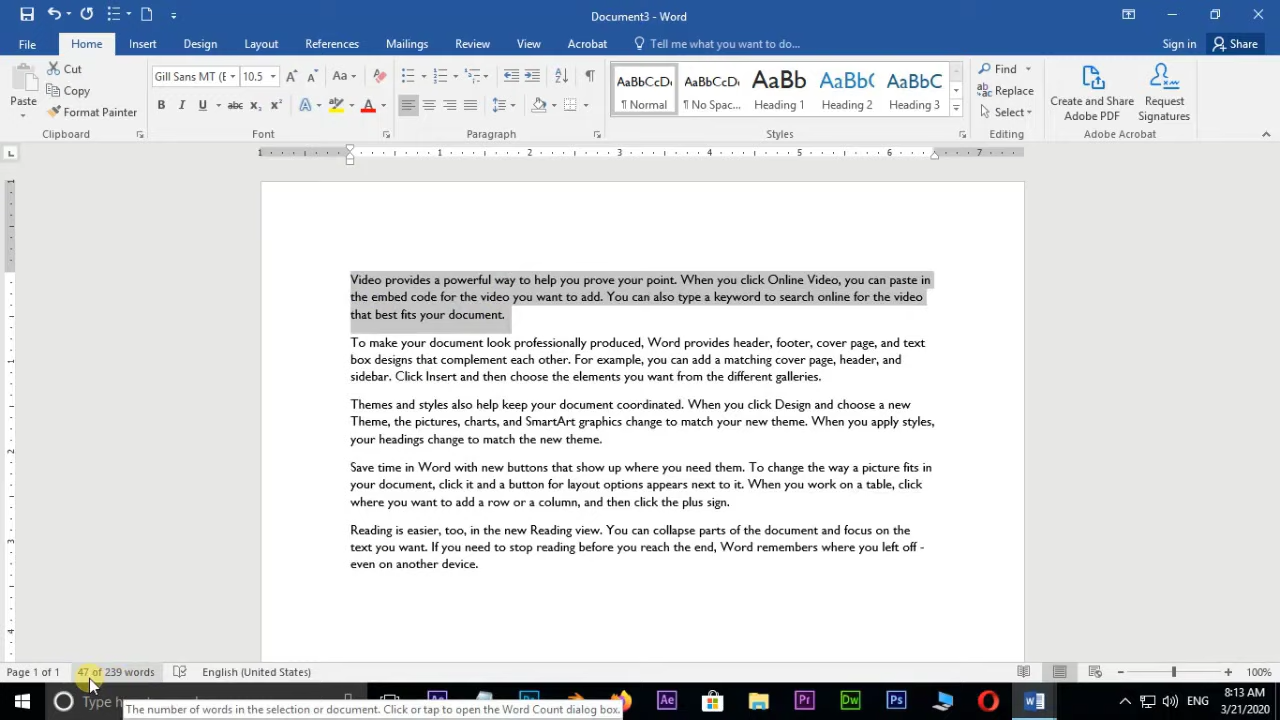 Document3 - Word
File Home Insert Design Layout References Mailings Review View Acrobat Tell me what you want to do... Sign in Share
Paste
Cut
Copy
Format Painter
Clipboard
Gill Sans MT (E 10.5
Font
Paragraph
AaBbCcDc ¶ Normal
AaBbCcDc ¶ No Spac...
AaBb Heading 1
AaBbC Heading 2
AaBbC Heading 3
Styles
Find
Replace
Select
Editing
Create and Share Adobe PDF
Request Signatures
Adobe Acrobat
1 1 2 3 4 5 6 7
Video provides a powerful way to help you prove your point. When you click Online Video, you can paste in
the embed code for the video you want to add. You can also type a keyword to search online for the video
that best fits your document.
To make your document look professionally produced, Word provides header, footer, cover page, and text
box designs that complement each other. For example, you can add a matching cover page, header, and
sidebar. Click Insert and then choose the elements you want from the different galleries.
Themes and styles also help keep your document coordinated. When you click Design and choose a new
Theme, the pictures, charts, and SmartArt graphics change to match your new theme. When you apply styles,
your headings change to match the new theme.
Save time in Word with new buttons that show up where you need them. To change the way a picture fits in
your document, click it and a button for layout options appears next to it. When you work on a table, click
where you want to add a row or a column, and then click the plus sign.
Reading is easier, too, in the new Reading view. You can collapse parts of the document and focus on the
text you want. If you need to stop reading before you reach the end, Word remembers where you left off -
even on another device.
Page 1 of 1 47 of 239 words English (United States) 100%
Type
The number of words in the selection or document. Click or tap to open the Word Count dialog box.
ENG
8:13 AM
3/21/2020